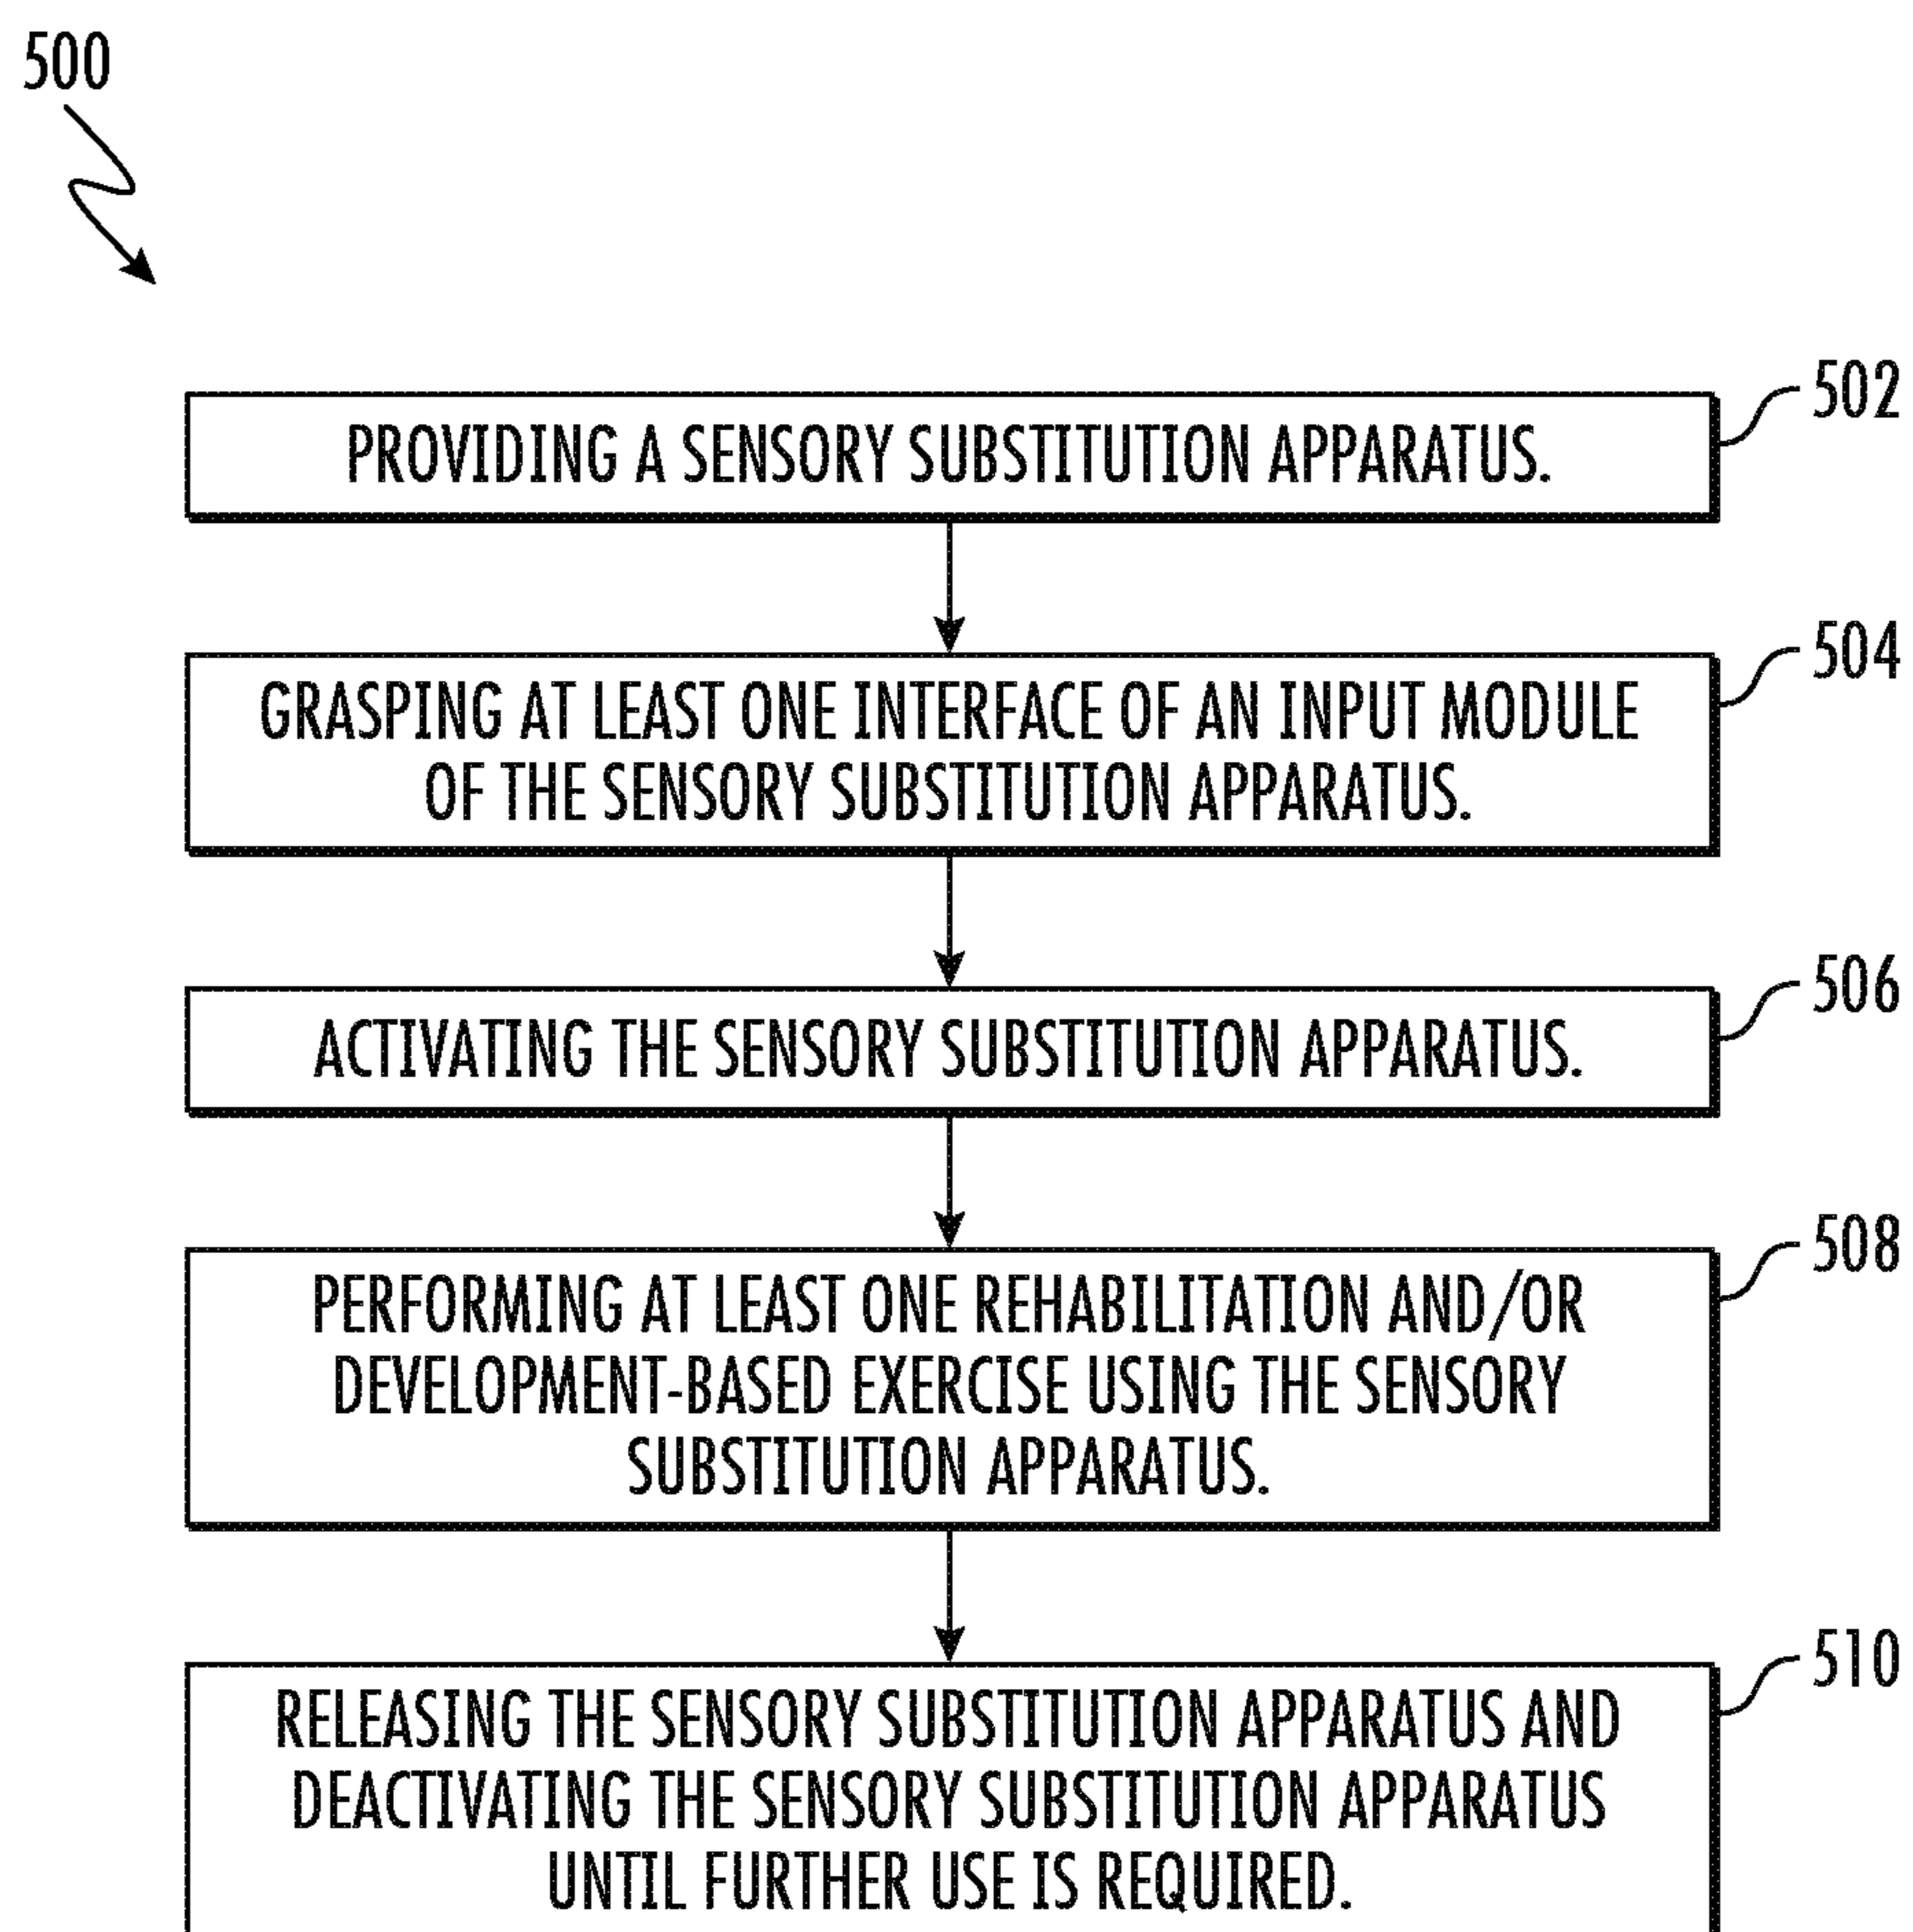 500
502
PROVIDING A SENSORY SUBSTITUTION APPARATUS.
504
GRASPING AT LEAST ONE INTERFACE OF AN INPUT MODULE
OF THE SENSORY SUBSTITUTION APPARATUS.
506
ACTIVATING THE SENSORY SUBSTITUTION APPARATUS.
508
PERFORMING AT LEAST ONE REHABILITATION AND/OR
DEVELOPMENT-BASED EXERCISE USING THE SENSORY
SUBSTITUTION APPARATUS.
510
RELEASING THE SENSORY SUBSTITUTION APPARATUS AND
DEACTIVATING THE SENSORY SUBSTITUTION APPARATUS
UNTIL FURTHER USE IS REQUIRED.